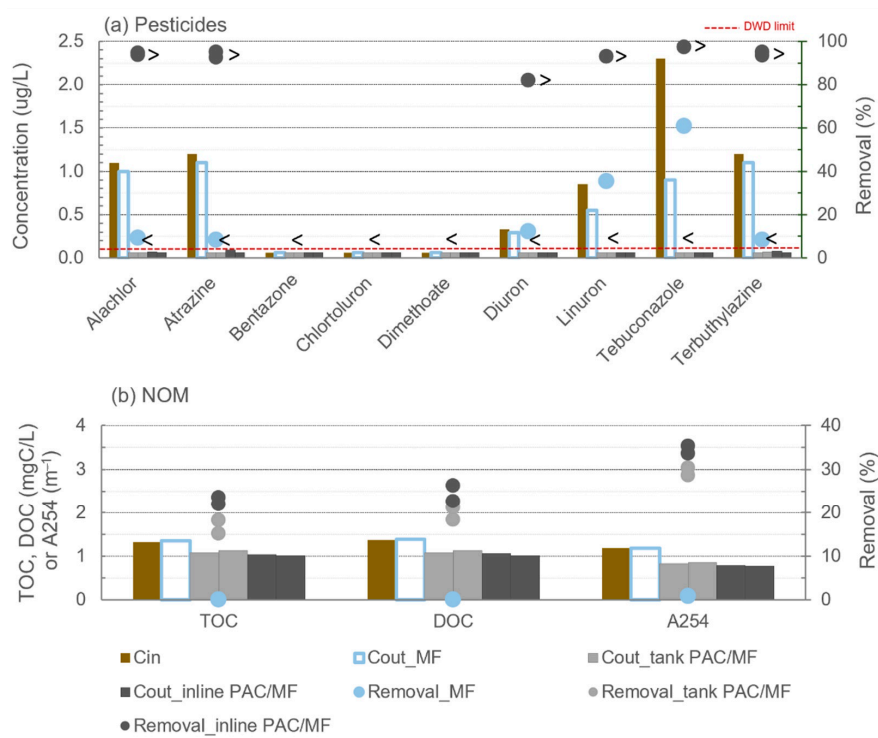 (a) Pesticides
DWD limit
Concentration (ug/L)
2.5
2.0
1.5
1.0
0.5
0.0
> > > > > >
< < < < < < < < <
100
80
60
40
20
0
Removal (%)
Alachlor
Atrazine
Bentazone
Chlortoluron
Dimethoate
Diuron
Linuron
Tebuconazole
Terbuthylazine
(b) NOM
TOC, DOC (mgC/L)
or A254 (m⁻¹)
4
3
2
1
0
40
30
20
10
0
Removal (%)
TOC
DOC
A254
Cin
Cout_MF
Cout_tank PAC/MF
Cout_inline PAC/MF
Removal_MF
Removal_tank PAC/MF
Removal_inline PAC/MF